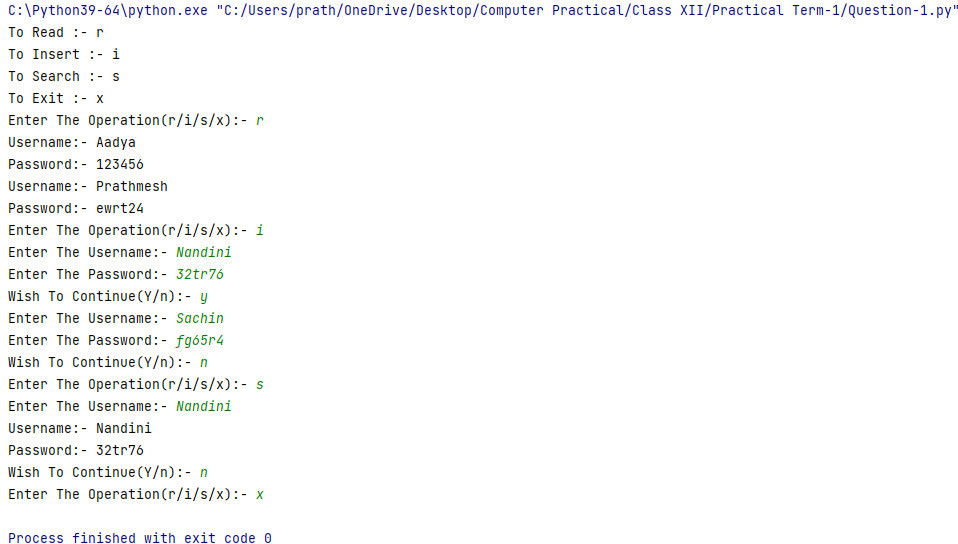 C:\Python39-64\python.exe "C:/Users/prath/OneDrive/Desktop/Computer Practical/Class XII/Practical Term-1/Question-1.py"
To Read :- r
To Insert :- i
To Search :- s
To Exit :- x
Enter The Operation(r/i/s/x):- r
Username:- Aadya
Password:- 123456
Username:- Prathmesh
Password:- ewrt24
Enter The Operation(r/i/s/x):- i
Enter The Username:- Nandini
Enter The Password:- 32tr76
Wish To Continue(Y/n):- y
Enter The Username:- Sachin
Enter The Password:- fg65r4
Wish To Continue(Y/n):- n
Enter The Operation(r/i/s/x):- s
Enter The Username:- Nandini
Username:- Nandini
Password:- 32tr76
Wish To Continue(Y/n):- n
Enter The Operation(r/i/s/x):- x
Process finished with exit code 0